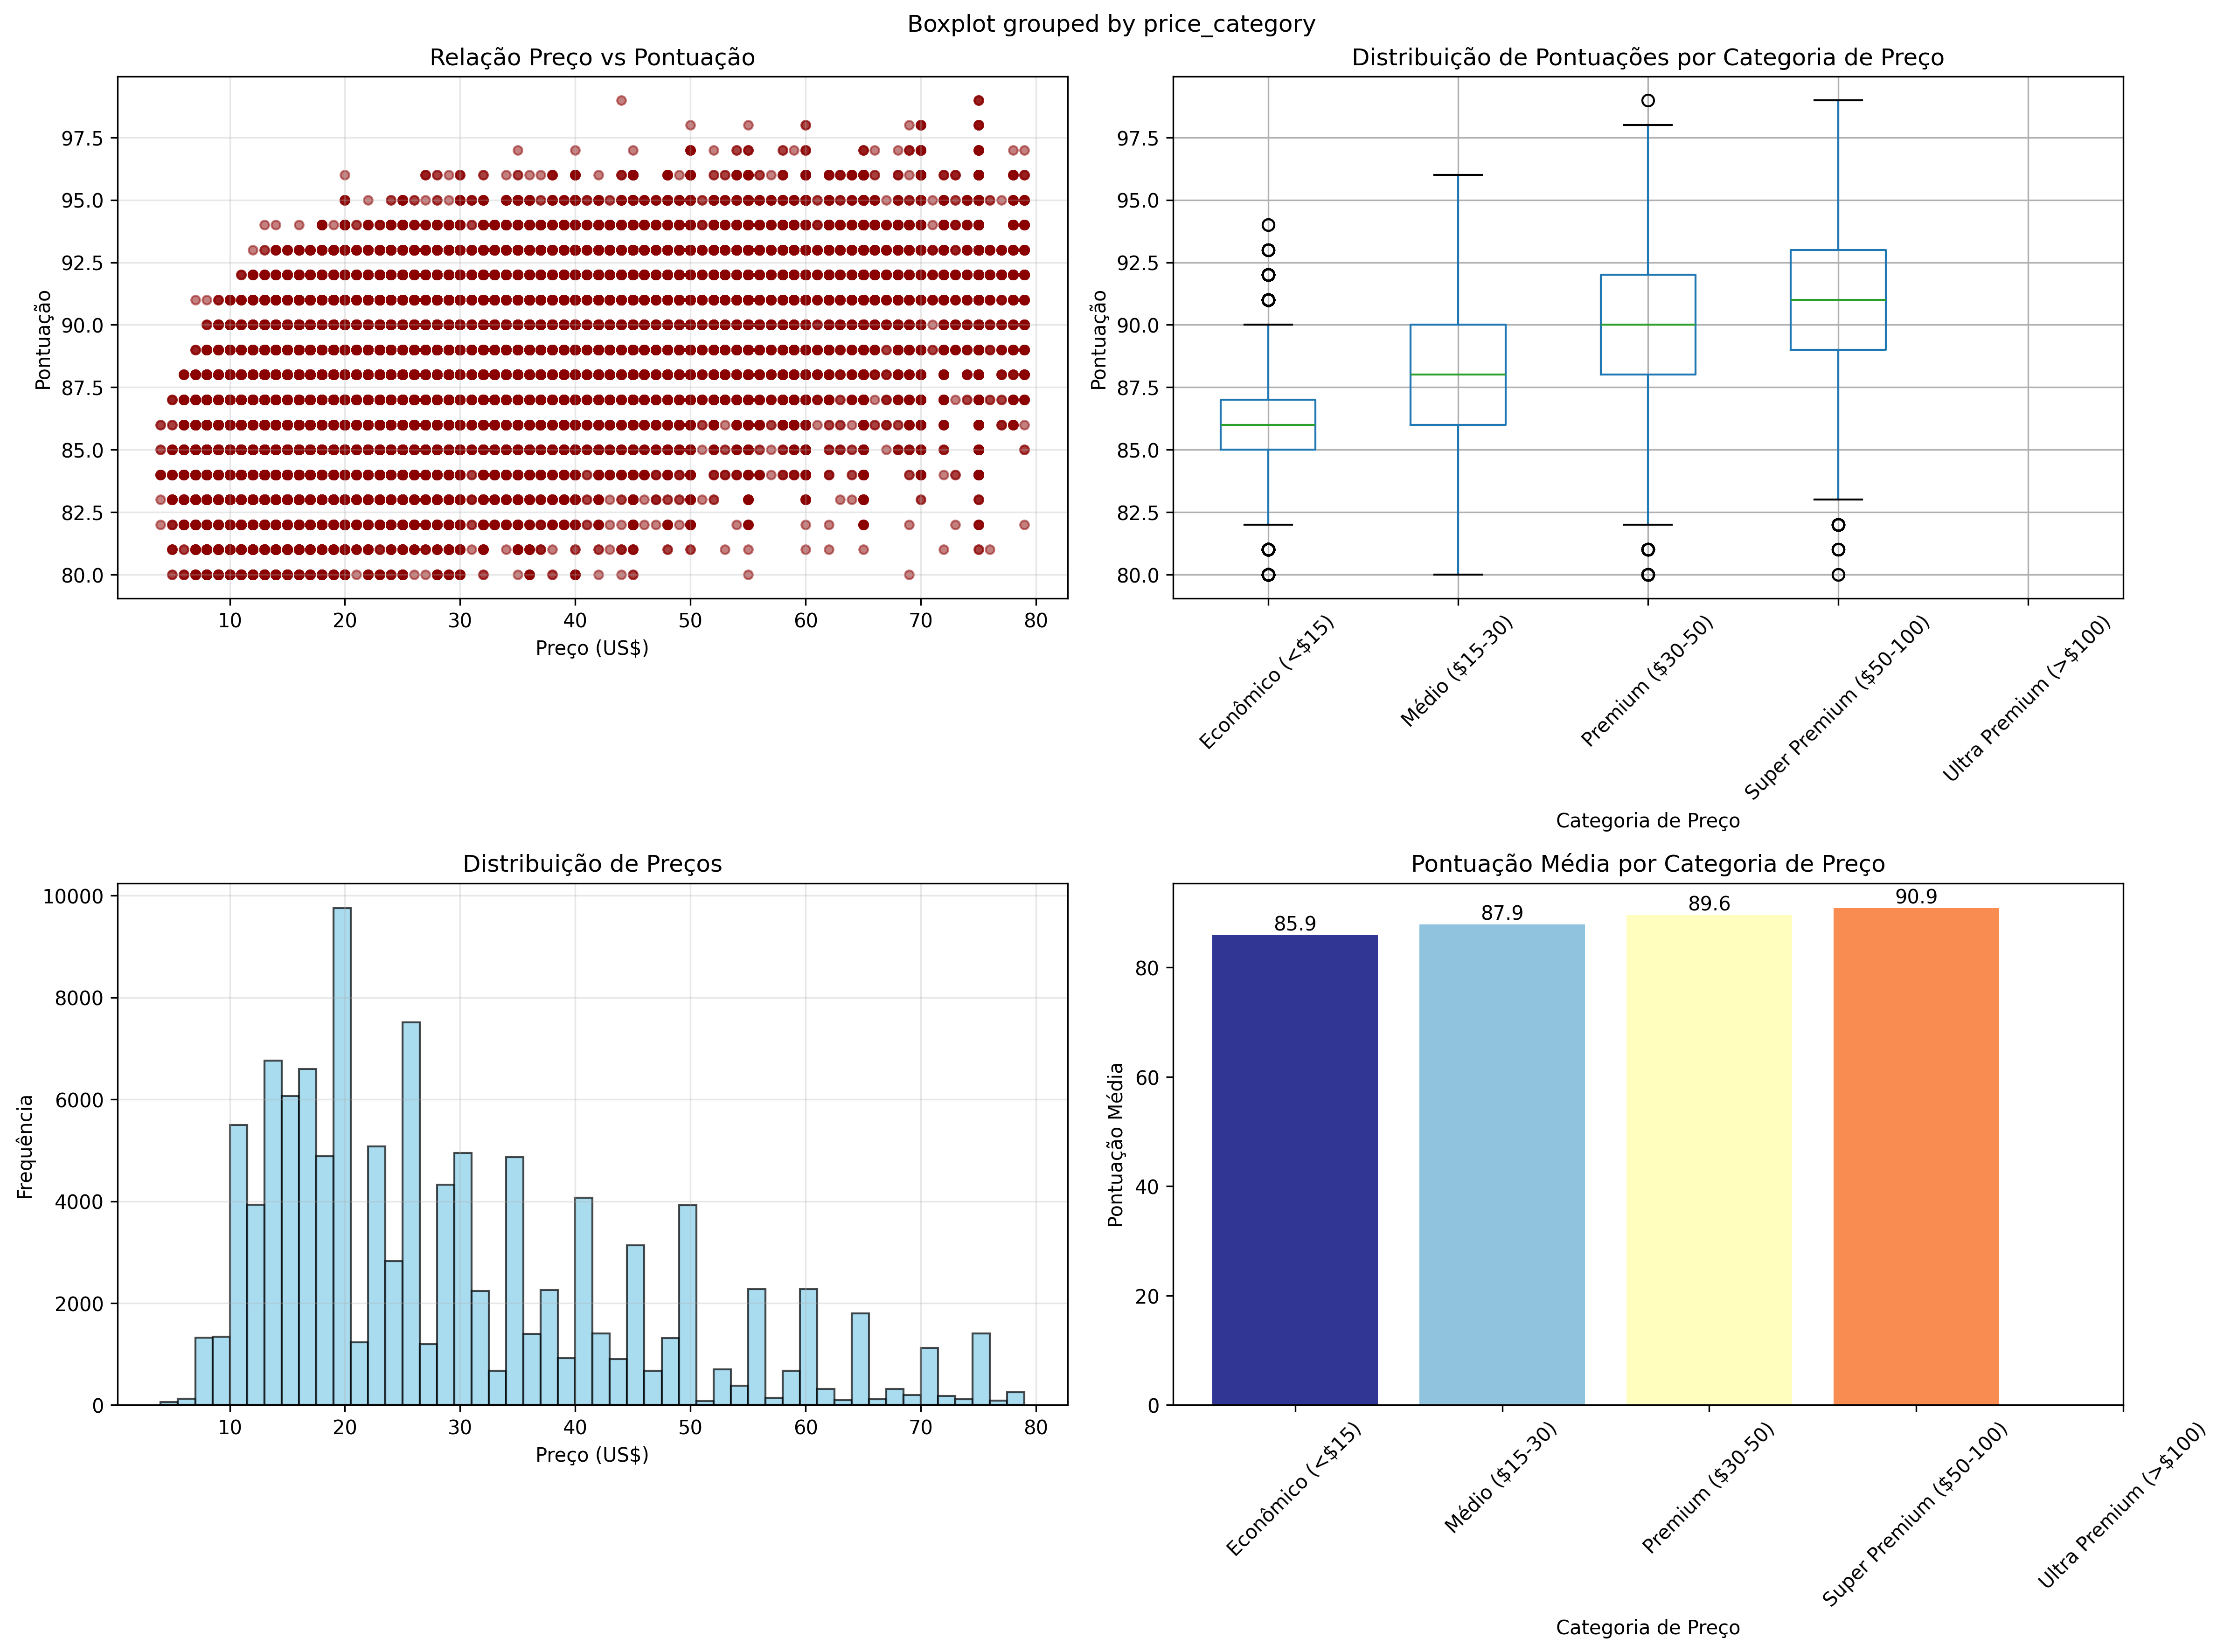 Boxplot grouped by price_category
Relação Preço vs Pontuação
Pontuação
97.5
95.0
92.5
90.0
87.5
85.0
82.5
80.0
10 20 30 40 50 60 70 80
Preço (US$)
Distribuição de Pontuações por Categoria de Preço
Pontuação
97.5
95.0
92.5
90.0
87.5
85.0
82.5
80.0
Econômico (<$15)
Médio ($15-30)
Premium ($30-50)
Super Premium ($50-100)
Ultra Premium (>$100)
Categoria de Preço
Distribuição de Preços
Frequência
10000
8000
6000
4000
2000
0
10 20 30 40 50 60 70 80
Preço (US$)
Pontuação Média por Categoria de Preço
Pontuação Média
80
60
40
20
0
85.9
87.9
89.6
90.9
Econômico (<$15)
Médio ($15-30)
Premium ($30-50)
Super Premium ($50-100)
Ultra Premium (>$100)
Categoria de Preço